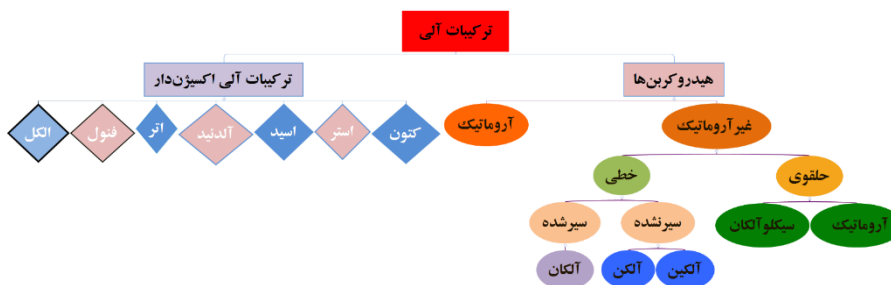 ترکیبات آلی
هیدروکربن‌ها
ترکیبات آلی اکسیژن‌دار
غیرآروماتیک
آروماتیک
کتون
استر
اسید
آلدئید
اتر
فنول
الکل
حلقوی
خطی
آروماتیک
سیکلوآلکان
سیرنشده
سیرشده
آلکین
آلکن
آلکان